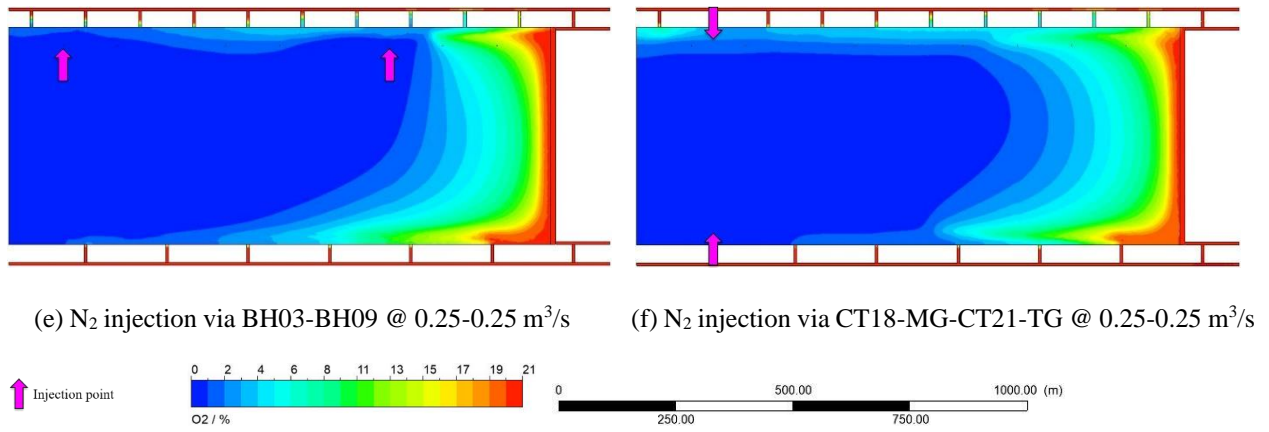 (e) N₂ injection via BH03-BH09 @ 0.25-0.25 m³/s
(f) N₂ injection via CT18-MG-CT21-TG @ 0.25-0.25 m³/s
Injection point
0 2 4 6 8 11 13 15 17 19 21
O2 / %
0 500.00 1000.00 (m)
250.00 750.00